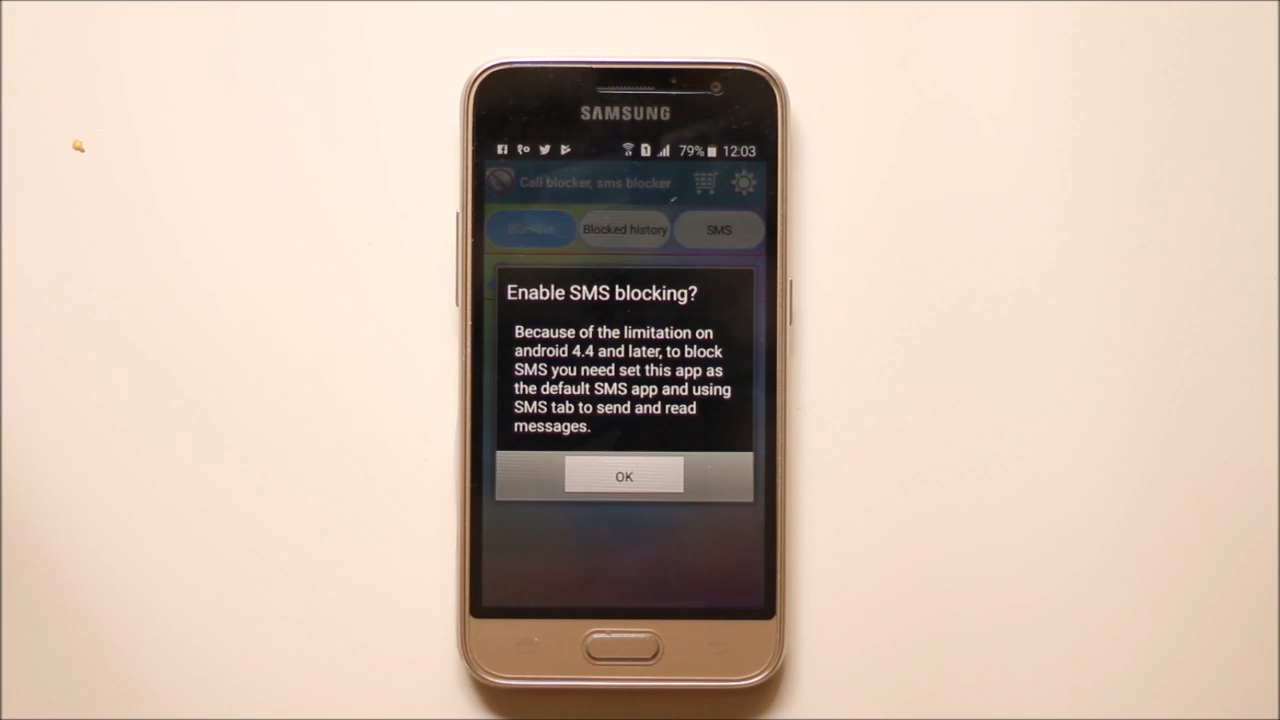 SAMSUNG
79% 12:03
Call blocker, sms blocker
Blocked history SMS
Enable SMS blocking?
Because of the limitation on
android 4.4 and later, to block
SMS you need set this app as
the default SMS app and using
SMS tab to send and read
messages.
OK